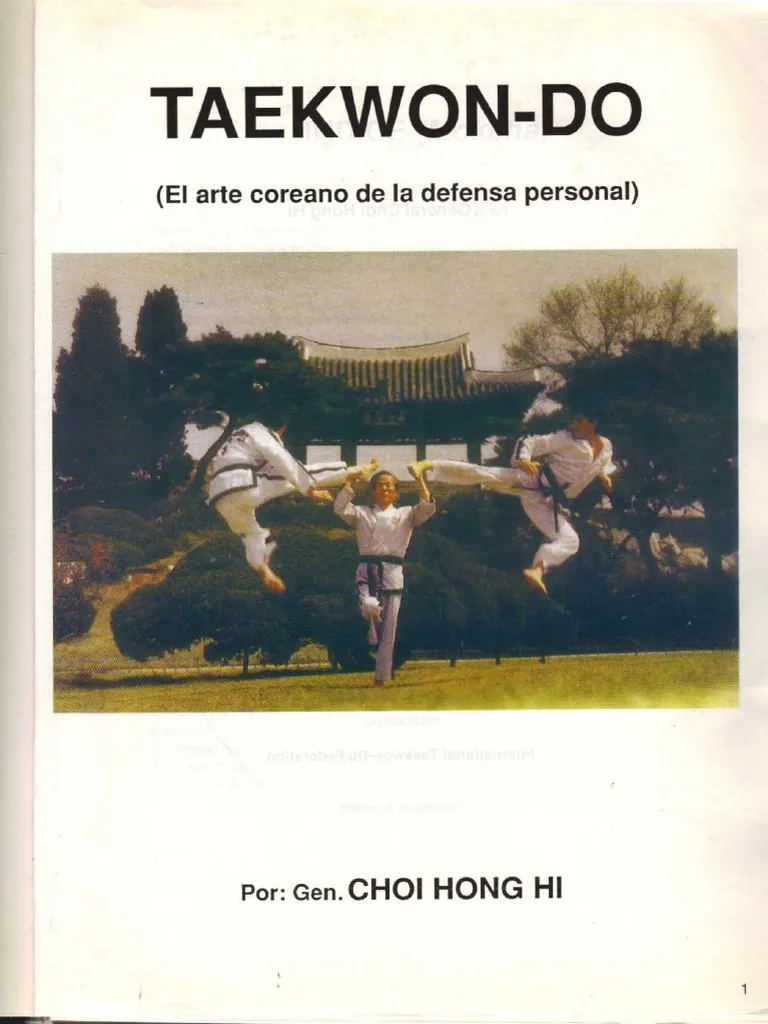 TAEKWON-DO
(El arte coreano de la defensa personal)
Por: Gen. CHOI HONG HI
1